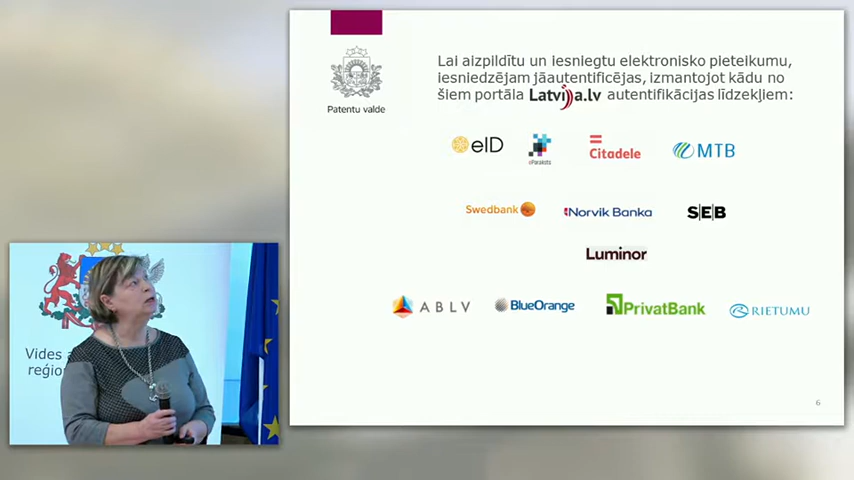 Lai aizpildītu un iesniegtu elektronisko pieteikumu,
iesniedzējam jāautentificējas, izmantojot kādu no
šiem portāla Latvija.lv autentifikācijas līdzekļiem:
Patentu valde
eID
eParaksts
Citadele
MTB
Swedbank
Norvik Banka
SEB
Luminor
ABLV
BlueOrange
PrivatBank
RIETUMU
6
Vides a
reģio